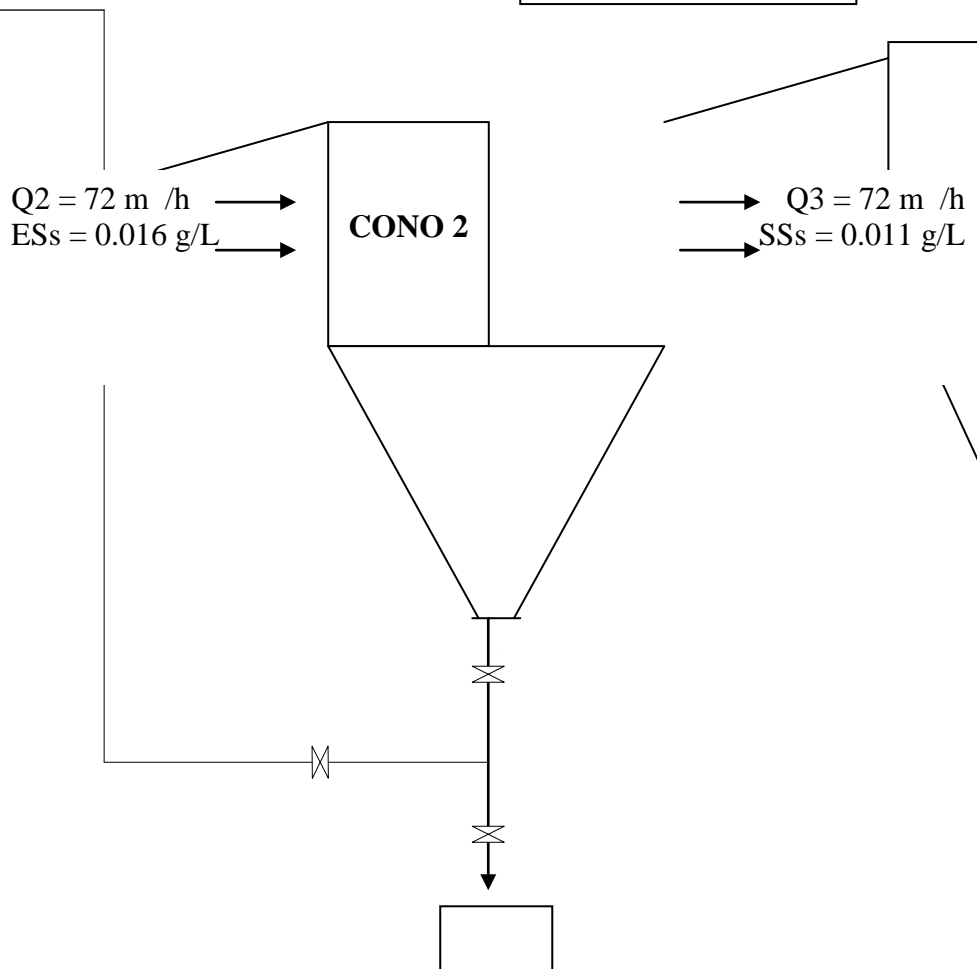 Q2 = 72 m /h
ESs = 0.016 g/L
CONO 2
Q3 = 72 m /h
SSs = 0.011 g/L